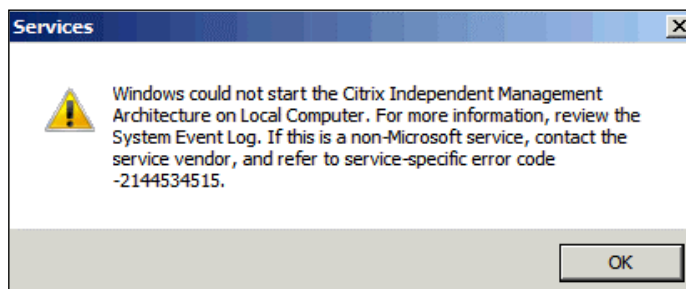 Services
Windows could not start the Citrix Independent Management
Architecture on Local Computer. For more information, review the
System Event Log. If this is a non-Microsoft service, contact the
service vendor, and refer to service-specific error code
-2144534515.
OK